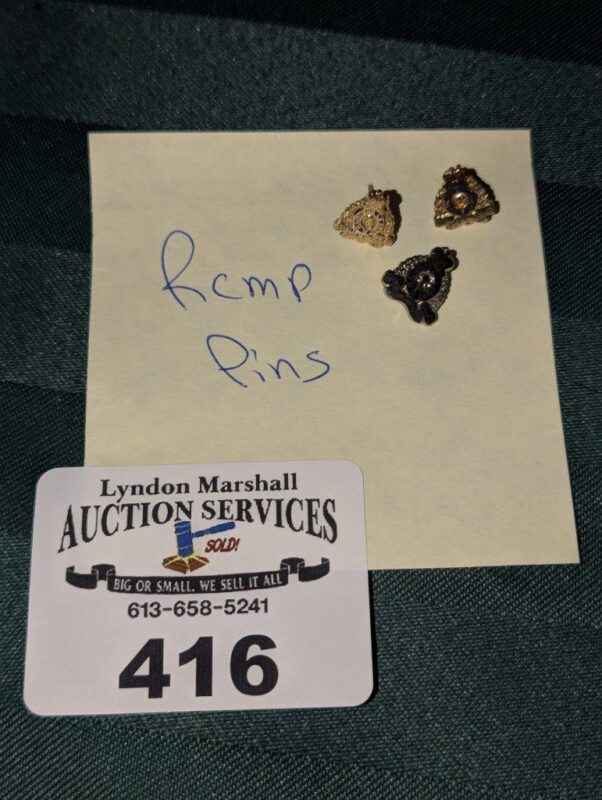 Rcmp
Pins
Lyndon Marshall
AUCTION SERVICES
SOLD!
BIG OR SMALL. WE SELL IT ALL
613-658-5241
416